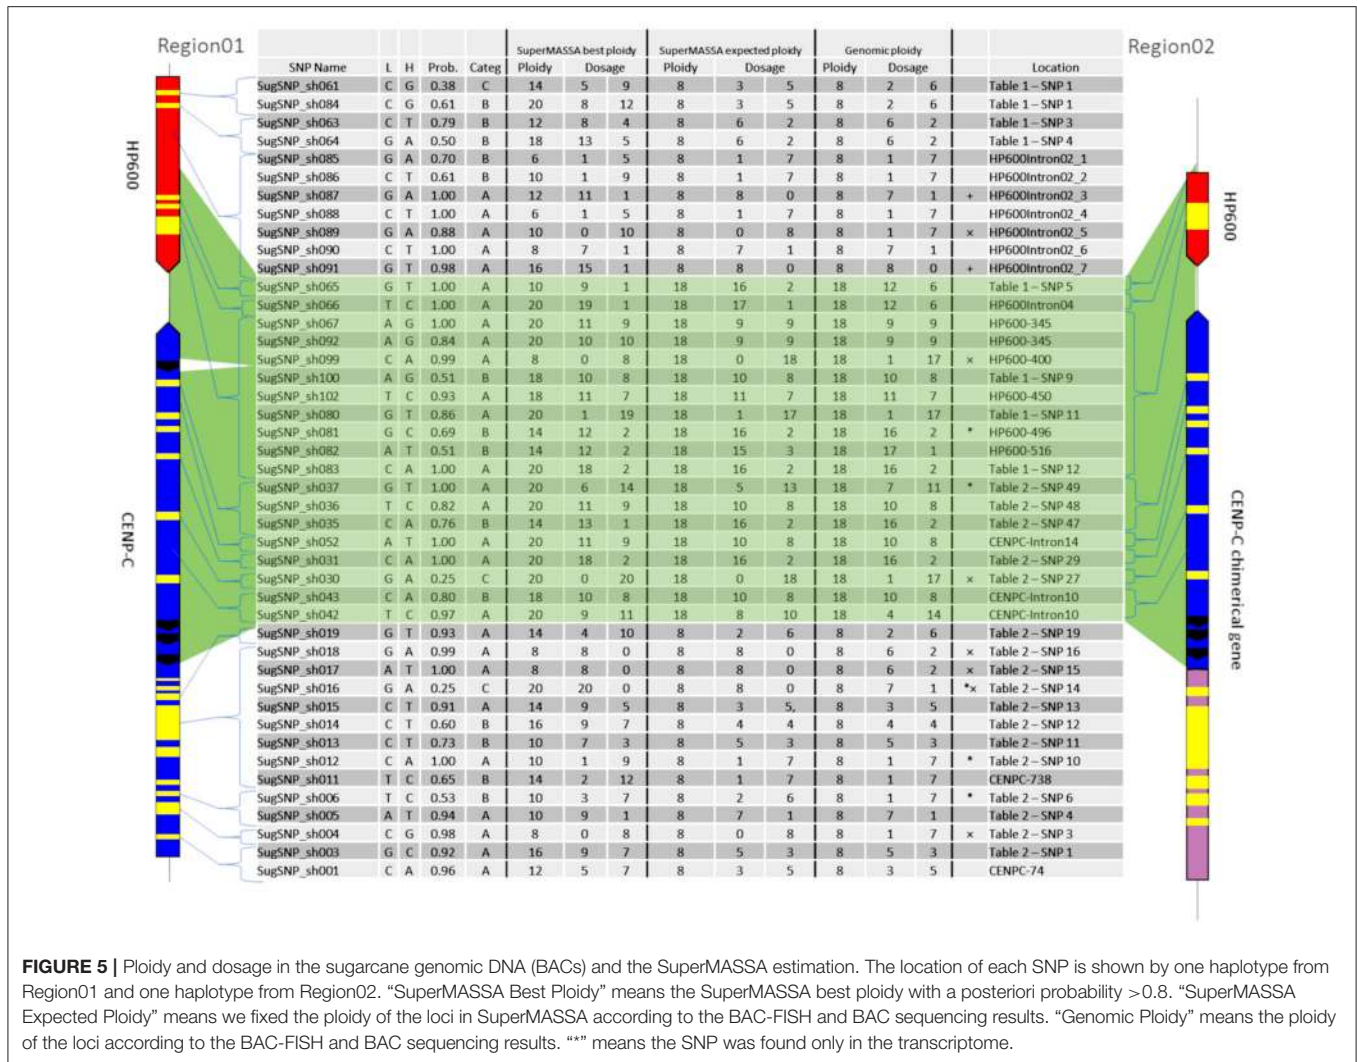 Region01
Region02
SuperMASSA best ploidy SuperMASSA expected ploidy Genomic ploidy
SNP Name L H Prob. Categ Ploidy Dosage Ploidy Dosage Ploidy Dosage Location
SugSNP_sh061 C G 0.38 C 14 5 9 8 3 5 8 2 6 Table 1–SNP 1
SugSNP_sh084 C G 0.61 B 20 8 12 8 3 5 8 2 6 Table 1–SNP 1
SugSNP_sh063 C T 0.79 B 12 8 4 8 6 2 8 6 2 Table 1–SNP 3
SugSNP_sh064 G A 0.50 B 18 13 5 8 6 2 8 6 2 Table 1–SNP 4
SugSNP_sh085 G A 0.70 B 6 1 5 8 1 7 8 1 7 HP600Intron02_1
SugSNP_sh086 C T 0.61 B 10 1 9 8 1 7 8 1 7 HP600Intron02_2
SugSNP_sh087 G A 1.00 A 12 11 1 8 8 0 8 7 1 + HP600Intron02_3
SugSNP_sh088 C T 1.00 A 6 1 5 8 1 7 8 1 7 HP600Intron02_4
SugSNP_sh089 G A 0.88 A 10 0 10 8 0 8 8 1 7 × HP600Intron02_5
SugSNP_sh090 C T 1.00 A 8 7 1 8 7 1 8 7 1 HP600Intron02_6
SugSNP_sh091 G T 0.98 A 16 15 1 8 8 0 8 8 0 + HP600Intron02_7
SugSNP_sh065 G T 1.00 A 10 9 1 18 16 2 18 12 6 Table 1–SNP 5
SugSNP_sh066 T C 1.00 A 20 19 1 18 17 1 18 12 6 HP600Intron04
SugSNP_sh067 A G 1.00 A 20 11 9 18 9 9 18 9 9 HP600-345
SugSNP_sh092 A G 0.84 A 20 10 10 18 9 9 18 9 9 HP600-345
SugSNP_sh099 C A 0.99 A 8 0 8 18 0 18 18 1 17 × HP600-400
SugSNP_sh100 A G 0.51 B 18 10 8 18 10 8 18 10 8 Table 1–SNP 9
SugSNP_sh102 T C 0.93 A 18 11 7 18 11 7 18 11 7 HP600-450
SugSNP_sh080 G T 0.86 A 20 1 19 18 1 17 18 1 17 Table 1–SNP 11
SugSNP_sh081 G C 0.69 B 14 12 2 18 16 2 18 16 2 * HP600-496
SugSNP_sh082 A T 0.51 B 14 12 2 18 15 3 18 17 1 HP600-516
SugSNP_sh083 C A 1.00 A 20 18 2 18 16 2 18 16 2 Table 1–SNP 12
SugSNP_sh037 G T 1.00 A 20 6 14 18 5 13 18 7 11 * Table 2–SNP 49
SugSNP_sh036 T C 0.82 A 20 11 9 18 10 8 18 10 8 Table 2–SNP 48
SugSNP_sh035 C A 0.76 B 14 13 1 18 16 2 18 16 2 Table 2–SNP 47
SugSNP_sh052 A T 1.00 A 20 11 9 18 10 8 18 10 8 CENPC-Intron14
SugSNP_sh031 C A 1.00 A 20 18 2 18 16 2 18 16 2 Table 2–SNP 29
SugSNP_sh030 G A 0.25 C 20 0 20 18 0 18 18 1 17 × Table 2–SNP 27
SugSNP_sh043 C A 0.80 B 18 10 8 18 10 8 18 10 8 CENPC-Intron10
SugSNP_sh042 T C 0.97 A 20 9 11 18 8 10 18 4 14 CENPC-Intron10
SugSNP_sh019 G T 0.93 A 14 4 10 8 2 6 8 2 6 Table 2–SNP 19
SugSNP_sh018 G A 0.99 A 8 8 0 8 8 0 8 6 2 × Table 2–SNP 16
SugSNP_sh017 A T 1.00 A 8 8 0 8 8 0 8 6 2 × Table 2–SNP 15
SugSNP_sh016 G A 0.25 C 20 20 0 8 8 0 8 7 1 *× Table 2–SNP 14
SugSNP_sh015 C T 0.91 A 14 9 5 8 3 5, 8 3 5 Table 2–SNP 13
SugSNP_sh014 C T 0.60 B 16 9 7 8 4 4 8 4 4 Table 2–SNP 12
SugSNP_sh013 C T 0.73 B 10 7 3 8 5 3 8 5 3 Table 2–SNP 11
SugSNP_sh012 C A 1.00 A 10 1 9 8 1 7 8 1 7 * Table 2–SNP 10
SugSNP_sh011 T C 0.65 B 14 2 12 8 1 7 8 1 7 CENPC-738
SugSNP_sh006 T C 0.53 B 10 3 7 8 2 6 8 1 7 * Table 2–SNP 6
SugSNP_sh005 A T 0.94 A 10 9 1 8 7 1 8 7 1 Table 2–SNP 4
SugSNP_sh004 C G 0.98 A 8 0 8 8 0 8 8 1 7 × Table 2–SNP 3
SugSNP_sh003 G C 0.92 A 16 9 7 8 5 3 8 5 3 Table 2–SNP 1
SugSNP_sh001 C A 0.96 A 12 5 7 8 3 5 8 3 5 CENPC-74
HP600
CENP-C
HP600
CENP-C chimerical gene
FIGURE 5 | Ploidy and dosage in the sugarcane genomic DNA (BACs) and the SuperMASSA estimation. The location of each SNP is shown by one haplotype from
Region01 and one haplotype from Region02. “SuperMASSA Best Ploidy” means the SuperMASSA best ploidy with a posteriori probability >0.8. “SuperMASSA
Expected Ploidy” means we fixed the ploidy of the loci in SuperMASSA according to the BAC-FISH and BAC sequencing results. “Genomic Ploidy” means the ploidy
of the loci according to the BAC-FISH and BAC sequencing results. “*” means the SNP was found only in the transcriptome.